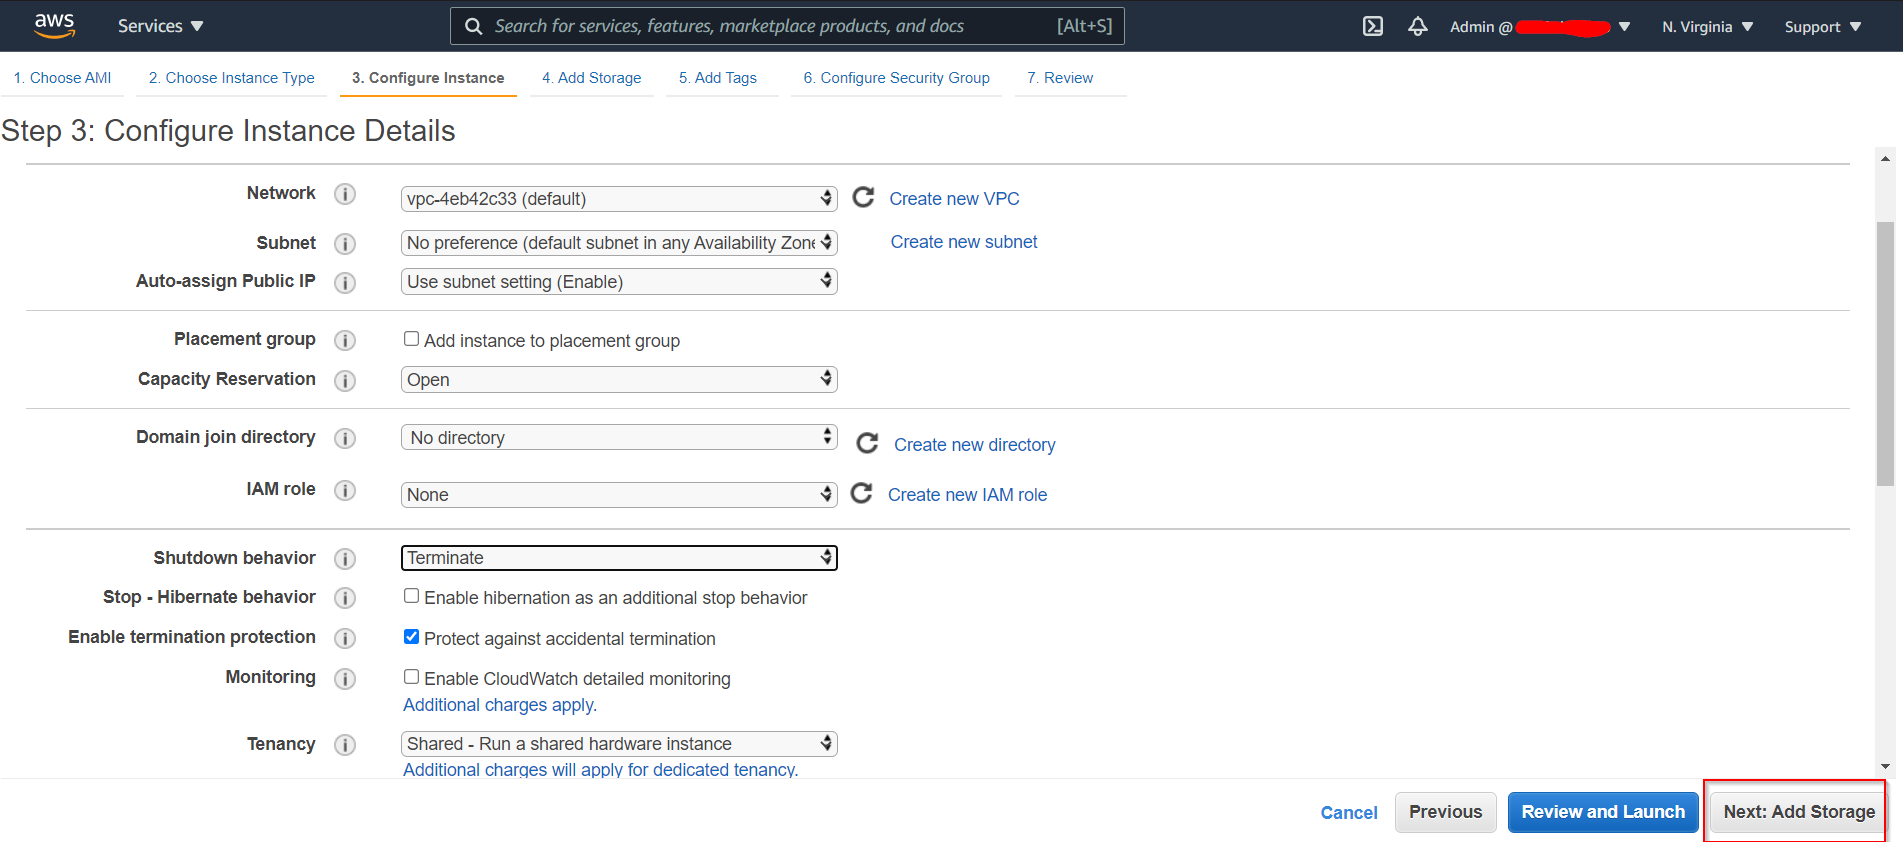 aws Services Search for services, features, marketplace products, and docs [Alt+S] Admin @ N. Virginia Support
1. Choose AMI 2. Choose Instance Type 3. Configure Instance 4. Add Storage 5. Add Tags 6. Configure Security Group 7. Review
Step 3: Configure Instance Details
Network i vpc-4eb42c33 (default) Create new VPC
Subnet i No preference (default subnet in any Availability Zone Create new subnet
Auto-assign Public IP i Use subnet setting (Enable)
Placement group i Add instance to placement group
Capacity Reservation i Open
Domain join directory i No directory Create new directory
IAM role i None Create new IAM role
Shutdown behavior i Terminate
Stop - Hibernate behavior i Enable hibernation as an additional stop behavior
Enable termination protection i Protect against accidental termination
Monitoring i Enable CloudWatch detailed monitoring
Additional charges apply.
Tenancy i Shared - Run a shared hardware instance
Additional charges will apply for dedicated tenancy.
Cancel Previous Review and Launch Next: Add Storage